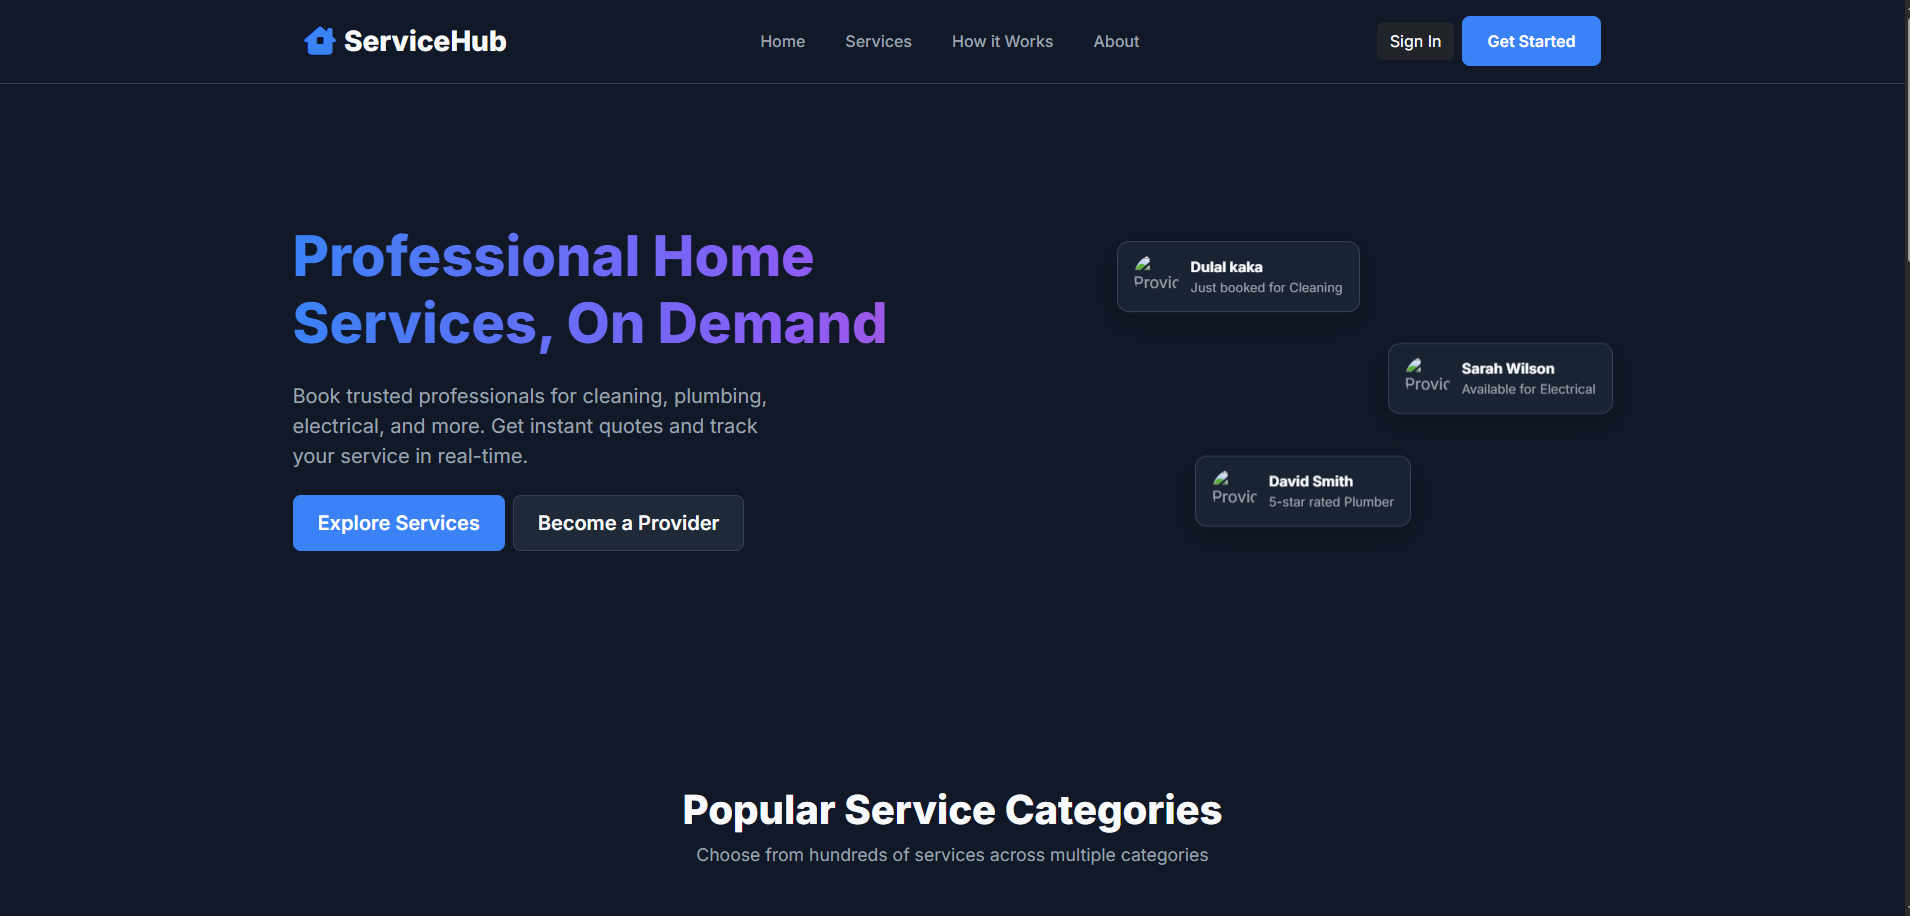 ServiceHub
Home
Services
How it Works
About
Sign In
Get Started
Professional Home
Services, On Demand
Book trusted professionals for cleaning, plumbing,
electrical, and more. Get instant quotes and track
your service in real-time.
Explore Services
Become a Provider
Provic
Dulal kaka
Just booked for Cleaning
Provic
Sarah Wilson
Available for Electrical
Provic
David Smith
5-star rated Plumber
Popular Service Categories
Choose from hundreds of services across multiple categories